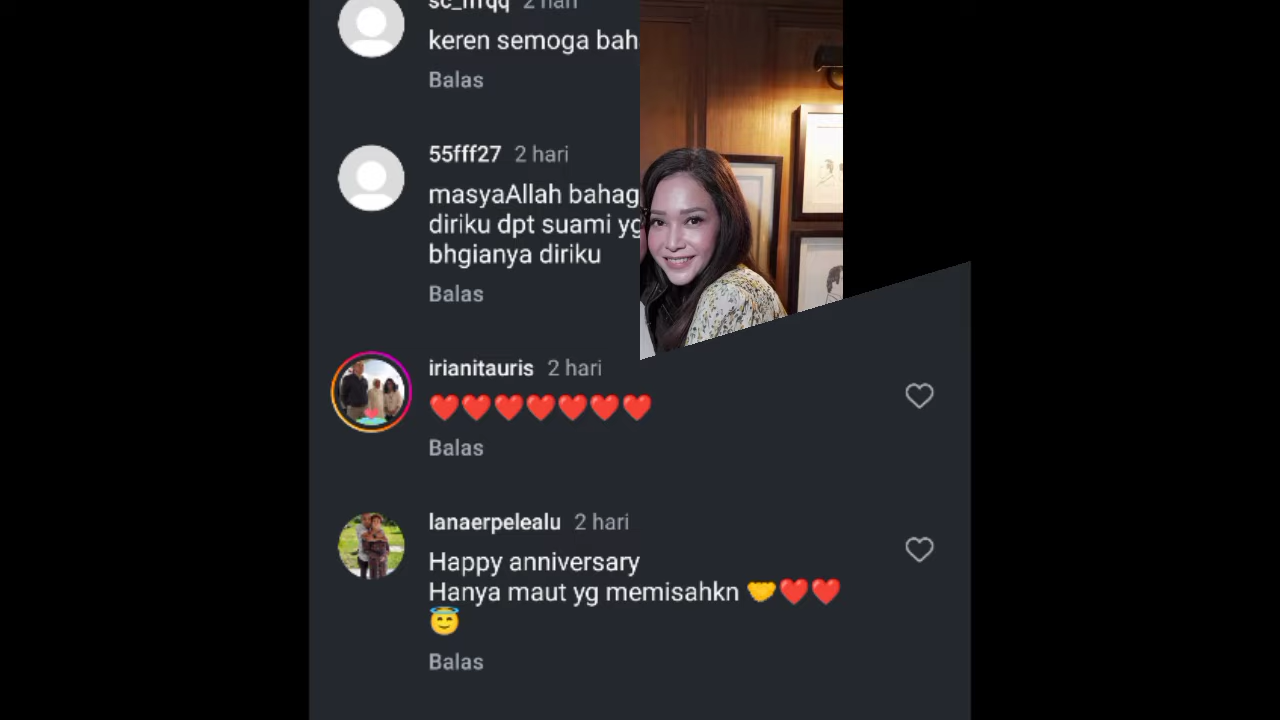 2 hari
keren semoga bah
Balas
55fff27 2 hari
masyaAllah bahag
diriku dpt suami yg
bhgianya diriku
Balas
irianitauris 2 hari
❤️❤️❤️❤️❤️❤️❤️
Balas
lanaerpelealu 2 hari
Happy anniversary
Hanya maut yg memisahkn 🤝❤️❤️
😇
Balas